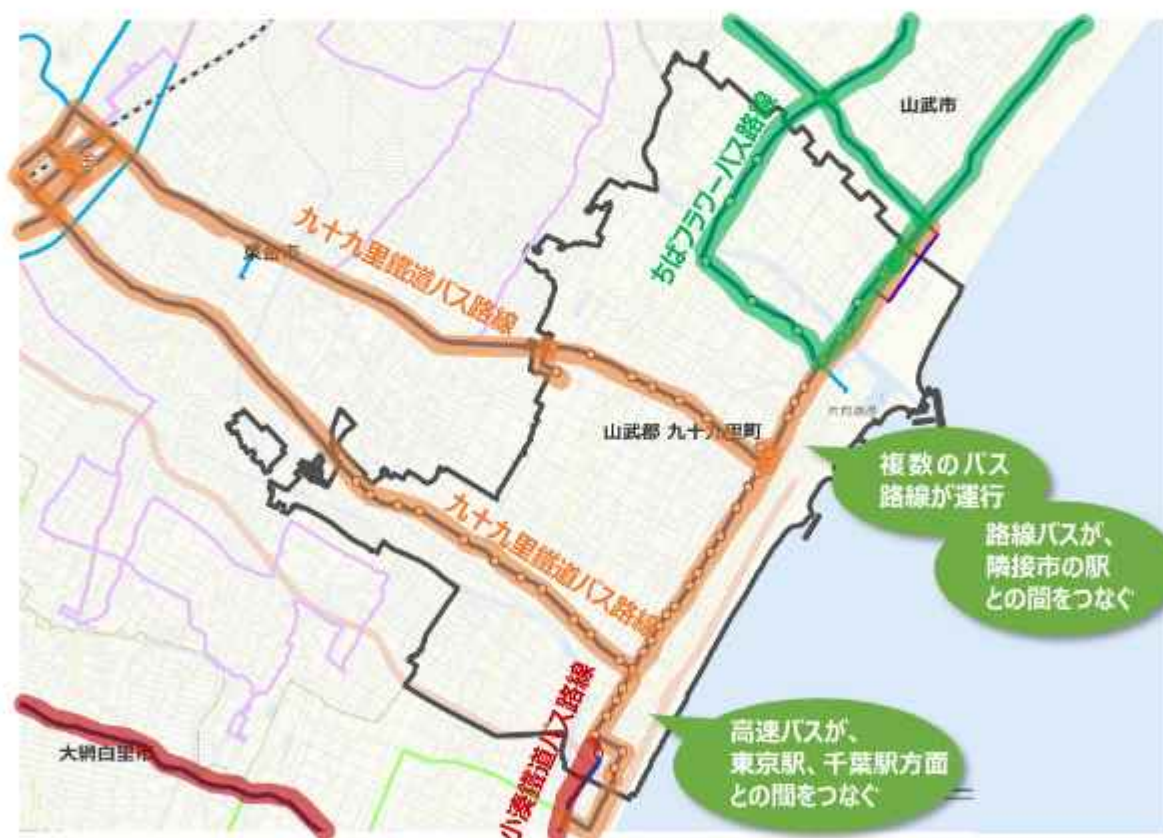 山武市
ちばフラワーバス路線
九十九里鐵道バス路線
山武郡 九十九里町
複数のバス
路線が運行
路線バスが、
隣接市の駅
との間をつなぐ
九十九里鐵道バス路線
小湊鐵道バス路線
大網白里市
高速バスが、
東京駅、千葉駅方面
との間をつなぐ